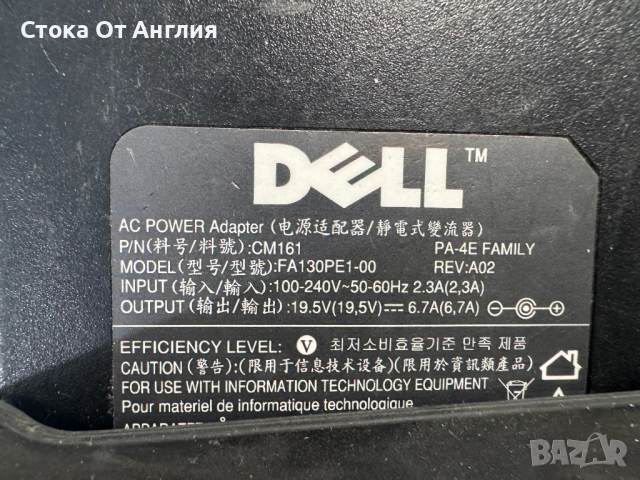 Стока От Англия
DELL™
AC POWER Adapter (电源适配器/靜電式變流器)
P/N(料号/料號):CM161 PA-4E FAMILY
MODEL(型号/型號):FA130PE1-00 REV:A02
INPUT (输入/輸入):100-240V~50-60Hz 2.3A(2,3A)
OUTPUT (输出/輸出):19.5V(19,5V)⎓ 6.7A(6,7A)
EFFICIENCY LEVEL: V 최저소비효율기준 만족 제품
CAUTION (警告):(限用于信息技术设备)(限用於資訊類產品)
FOR USE WITH INFORMATION TECHNOLOGY EQUIPMENT
Pour materiel de informatique technologique
BAZAR